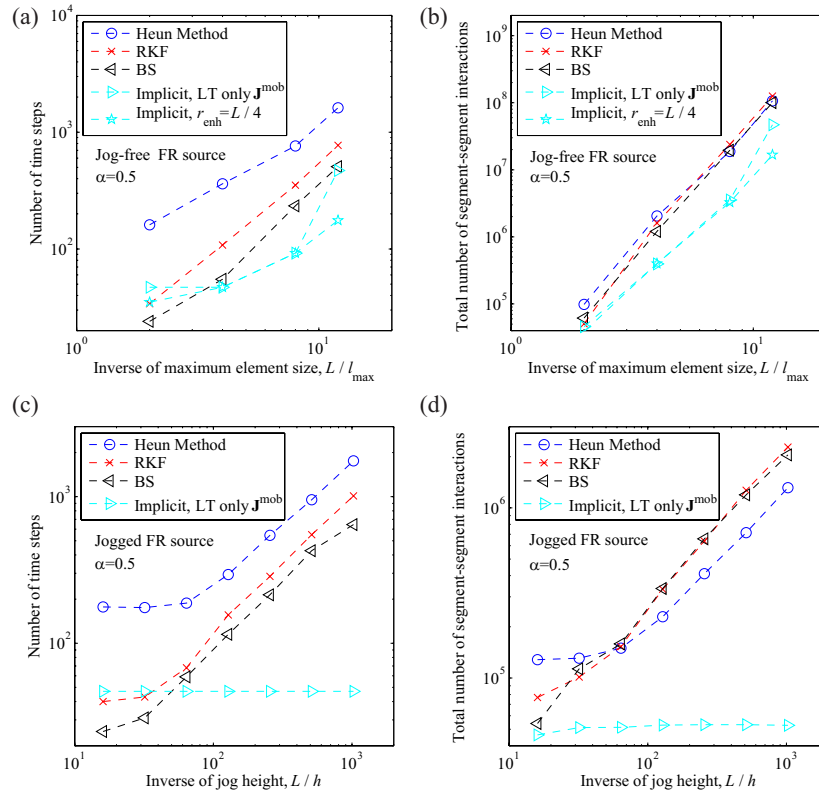 (a)
10^4
10^3
10^2
10^0
10^1
Number of time steps
Heun Method
RKF
BS
Implicit, LT only J^mob
Implicit, r_enh=L / 4
Jog-free FR source
α=0.5
Inverse of maximum element size, L / l_max
(b)
10^9
10^8
10^7
10^6
10^5
10^0
10^1
Total number of segment-segment interactions
Heun Method
RKF
BS
Implicit, LT only J^mob
Implicit, r_enh=L / 4
Jog-free FR source
α=0.5
Inverse of maximum element size, L / l_max
(c)
10^3
10^2
10^1
10^2
10^3
Number of time steps
Heun Method
RKF
BS
Implicit, LT only J^mob
Jogged FR source
α=0.5
Inverse of jog height, L / h
(d)
10^6
10^5
10^1
10^2
10^3
Total number of segment-segment interactions
Heun Method
RKF
BS
Implicit, LT only J^mob
Jogged FR source
α=0.5
Inverse of jog height, L / h